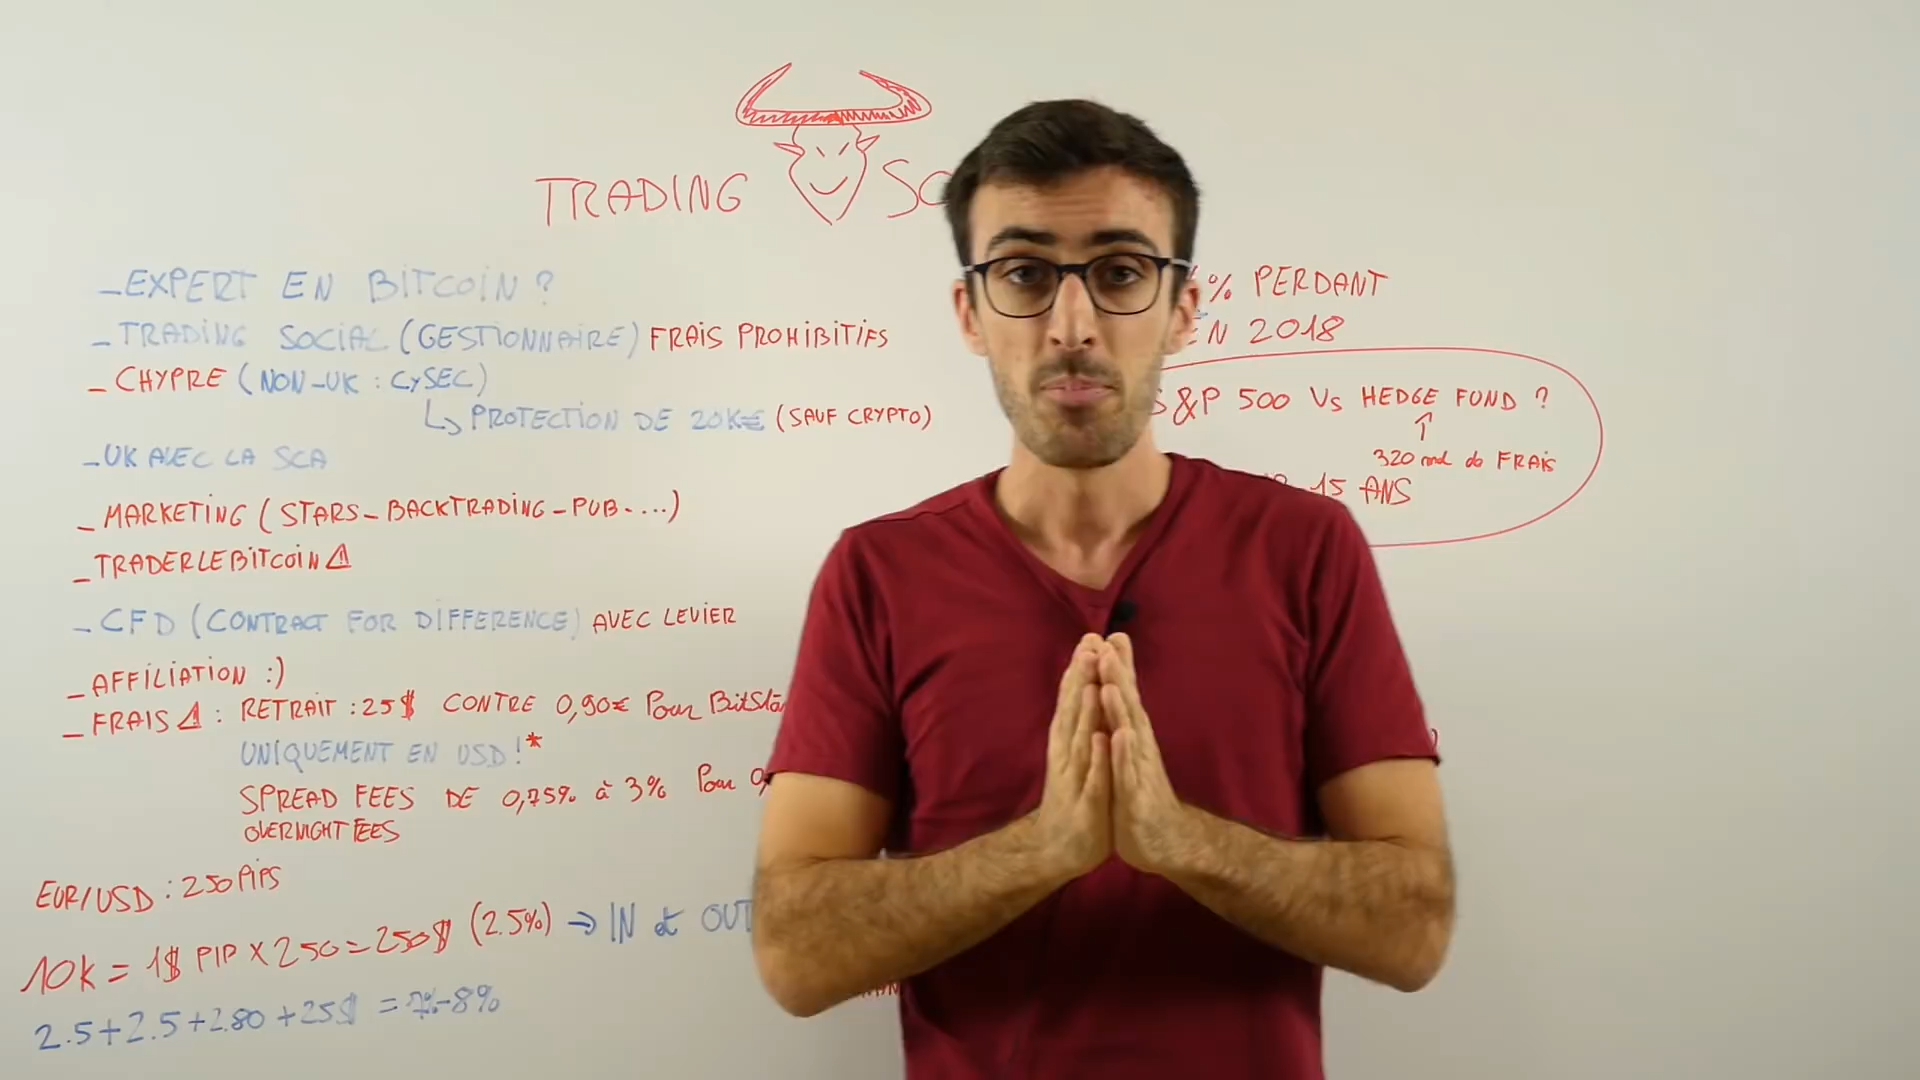 TRADING
_EXPERT EN BITCOIN ?
_TRADING SOCIAL (GESTIONNAIRE) FRAIS PROHIBITIFS
_CHYPRE (NON-UK : CYSEC)
↳ PROTECTION DE 20K€ (SAUF CRYPTO)
_UK AVEC LA SCA
_MARKETING (STARS_BACKTRADING_PUB-...)
_TRADERLEBITCOIN ⚠
_CFD (CONTRACT FOR DIFFERENCE) AVEC LEVIER
_AFFILIATION :)
_FRAIS ⚠ : RETRAIT : 25$ CONTRE 0,90€ POUR
UNIQUEMENT EN USD !*
SPREAD FEES DE 0,75% à 3% Pour
OVERNIGHT FEES
EUR/USD : 250 PIPS
10K = 1$ PIP X 250 = 250$ (2.5%) → IN et OUT
2.5+2.5+2.80+25$ = 7%-8%
% PERDANT
EN 2018
S&P 500 Vs HEDGE FUND ?
↑
320 md de FRAIS
15 ANS